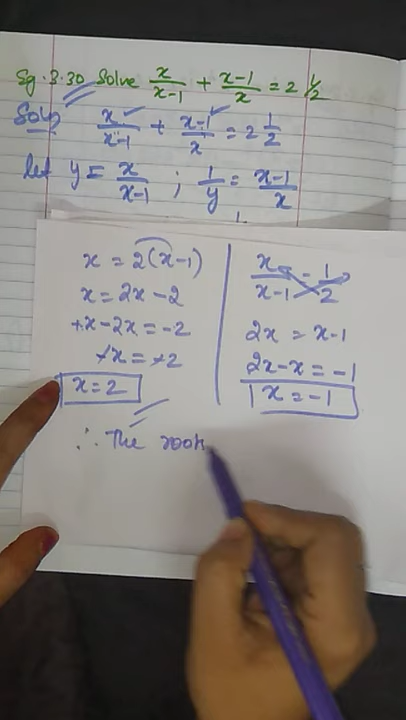 Eg. 3.30 Solve x/(x-1) + (x-1)/x = 2 1/2
Soln x/(x-1) + (x-1)/x = 2 1/2
let y = x/(x-1) ; 1/y = (x-1)/x
x = 2(x-1)
x = 2x-2
+x-2x = -2
-x = -2
x = 2
x/(x-1) = 1/2
2x = x-1
2x-x = -1
x = -1
∴ The root